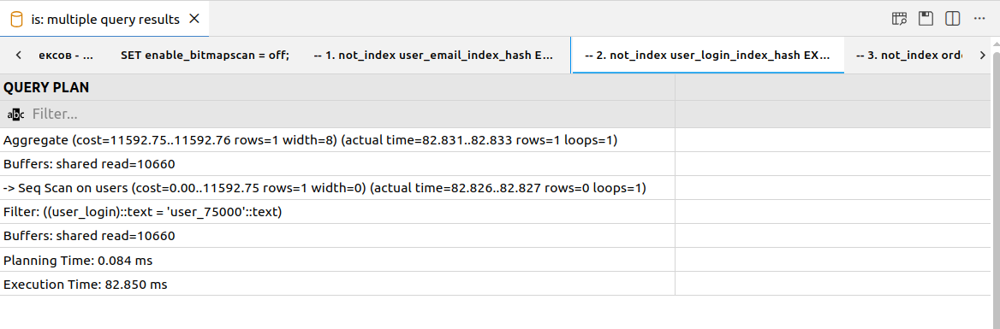 is: multiple query results
ексов - ... SET enable_bitmapscan = off; -- 1. not_index user_email_index_hash E... -- 2. not_index user_login_index_hash EX... -- 3. not_index ord
QUERY PLAN
abc Filter...
Aggregate (cost=11592.75..11592.76 rows=1 width=8) (actual time=82.831..82.833 rows=1 loops=1)
Buffers: shared read=10660
-> Seq Scan on users (cost=0.00..11592.75 rows=1 width=0) (actual time=82.826..82.827 rows=0 loops=1)
Filter: ((user_login)::text = 'user_75000'::text)
Buffers: shared read=10660
Planning Time: 0.084 ms
Execution Time: 82.850 ms